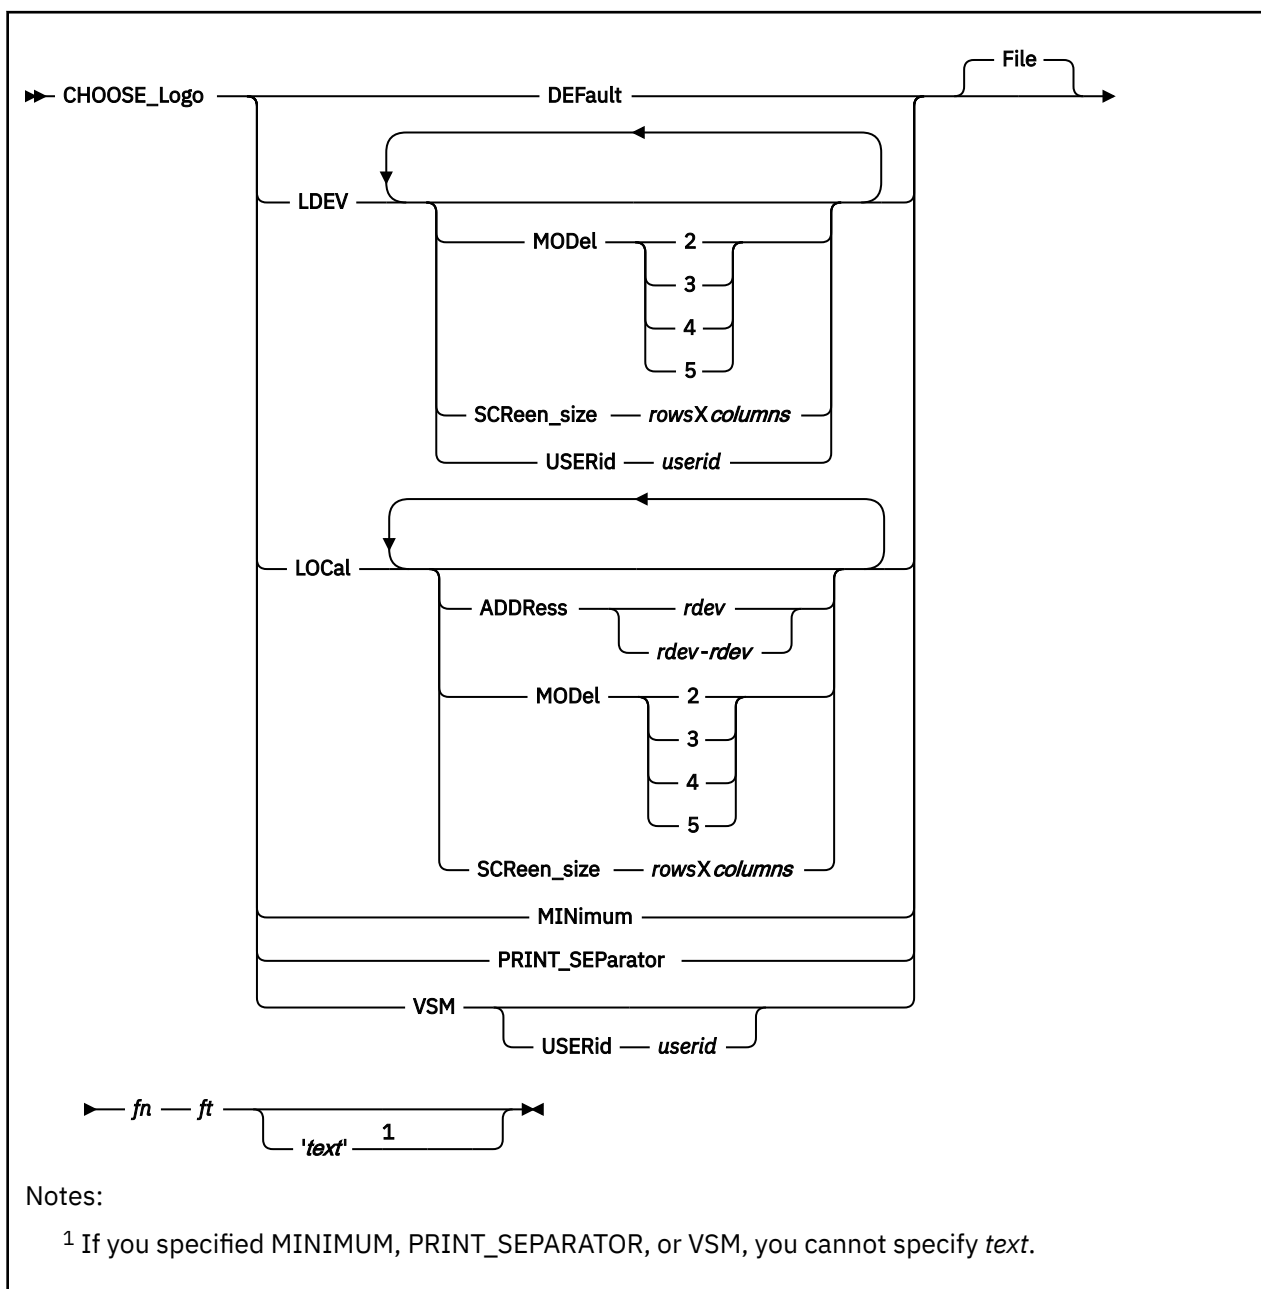 File
CHOOSE_Logo DEFault
LDEV
MODel 2
3
4
5
SCReen_size rowsXcolumns
USERid userid
LOCal
ADDRess rdev
rdev-rdev
MODel 2
3
4
5
SCReen_size rowsXcolumns
MINimum
PRINT_SEParator
VSM
USERid userid
fn ft
'text' 1
Notes:
1 If you specified MINIMUM, PRINT_SEPARATOR, or VSM, you cannot specify text.